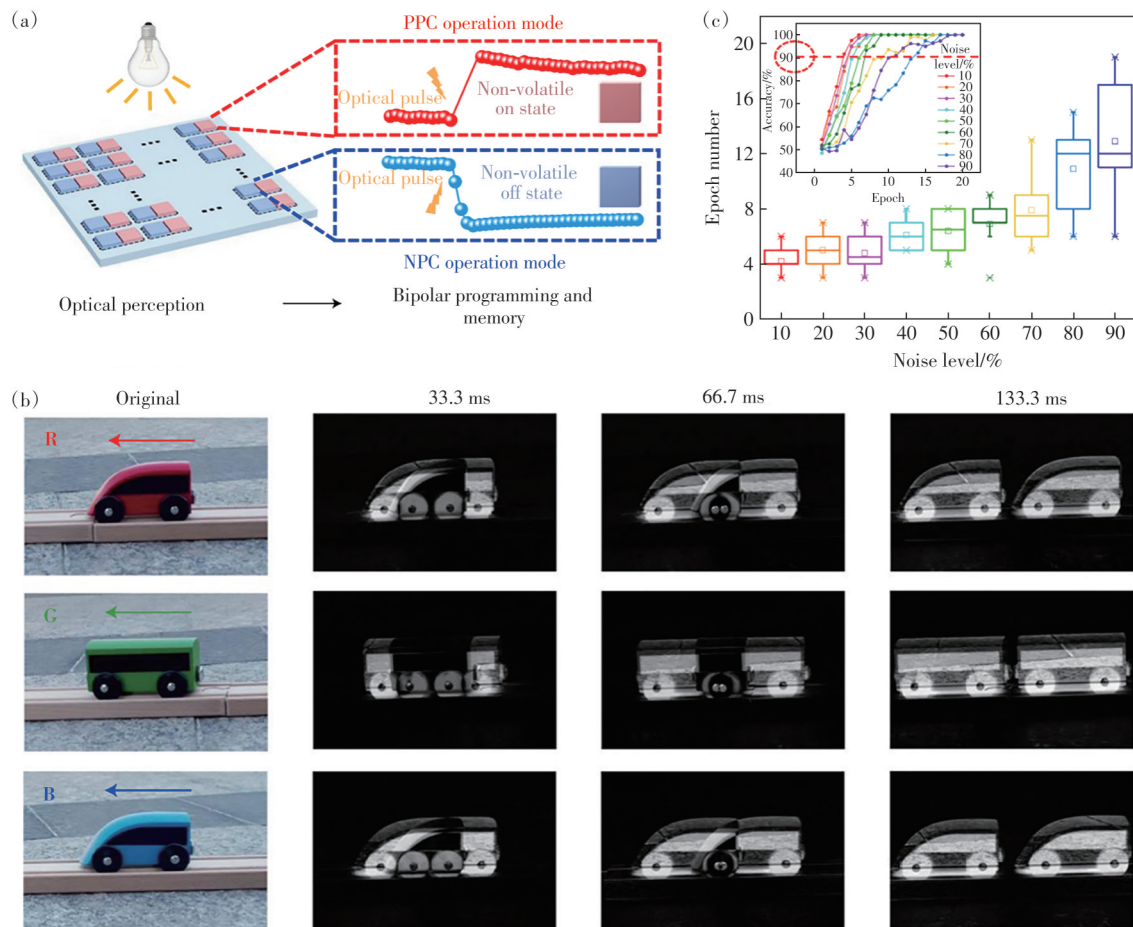 (a)
PPC operation mode
Optical pulse
Non-volatile
on state
Optical pulse
Non-volatile
off state
NPC operation mode
Optical perception
Bipolar programming and
memory
(c)
Epoch number
20
16
12
8
4
0
10 20 30 40 50 60 70 80 90
Noise level/%
Accuracy/%
100
90
80
70
60
50
40
0 5 10 15 20
Epoch
Noise
level/%
10
20
30
40
50
60
70
80
90
(b)
Original
33.3 ms
66.7 ms
133.3 ms
R
G
B